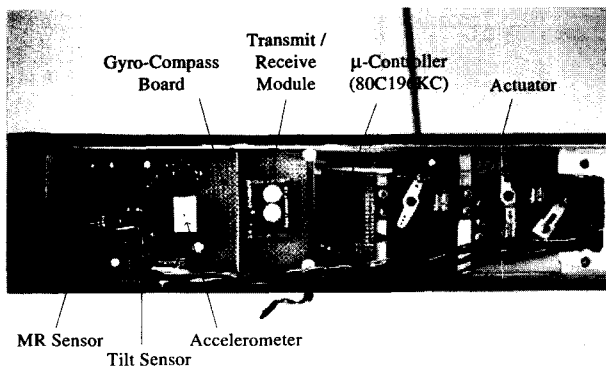 Transmit /
Receive
Module
Gyro-Compass
Board
μ-Controller
(80C196KC)
Actuator
MR Sensor
Tilt Sensor
Accelerometer